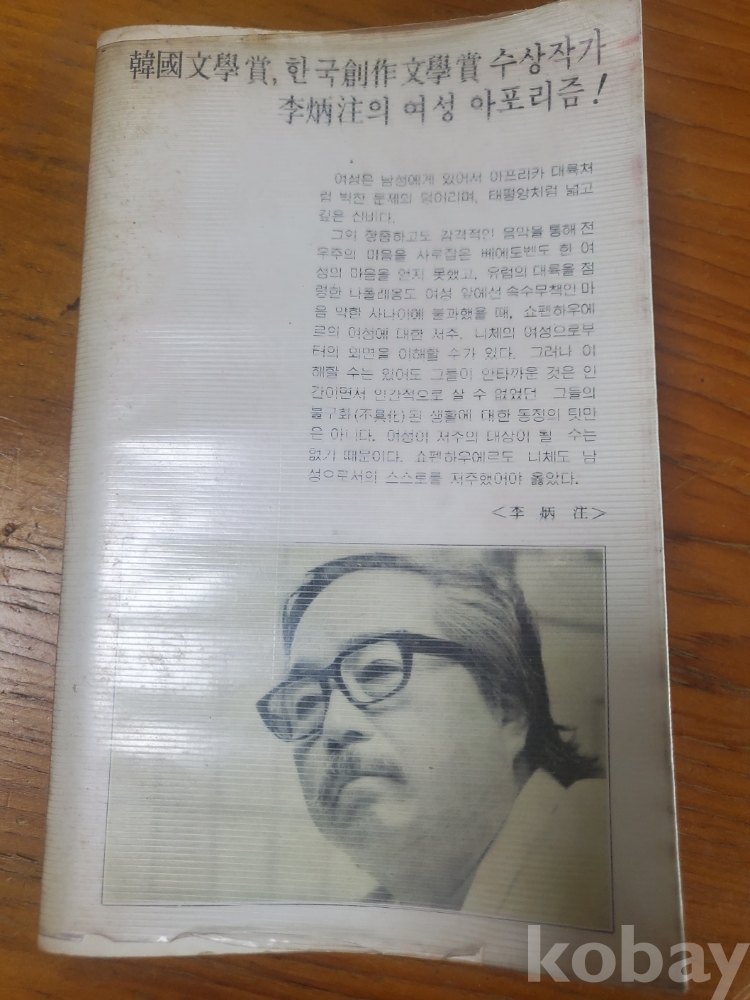 韓國文學賞, 한국創作文學賞 수상작가
李炳注의 여성 아포리즘!
여성은 남성에게 있어서 아프리카 대륙처
럼 벅찬 문제의 덩어리며, 태평양처럼 넓고
깊은 신비다.
그의 장중하고도 감격적인 음악을 통해 전
우주의 마음을 사로잡은 베에토벤도 한 여
성의 마음을 얻지 못했고, 유럽의 대륙을 점
령한 나폴레옹도 여성 앞에선 속수무책인 마
음 약한 사나이에 불과했을 때, 쇼펜하우에
르의 여성에 대한 저주, 니체의 여성으로부
터의 외면을 이해할 수가 있다. 그러나 이
해할 수는 있어도 그들이 안타까운 것은 인
간이면서 인간적으로 살 수 없었던 그들의
불구화(不具化)된 생활에 대한 동정의 탓만
은 아니다. 여성이 저주의 대상이 될 수는
없기 때문이다. 쇼펜하우에르도 니체도 남
성으로서의 스스로를 저주했어야 옳았다.
<李炳注>
kobay